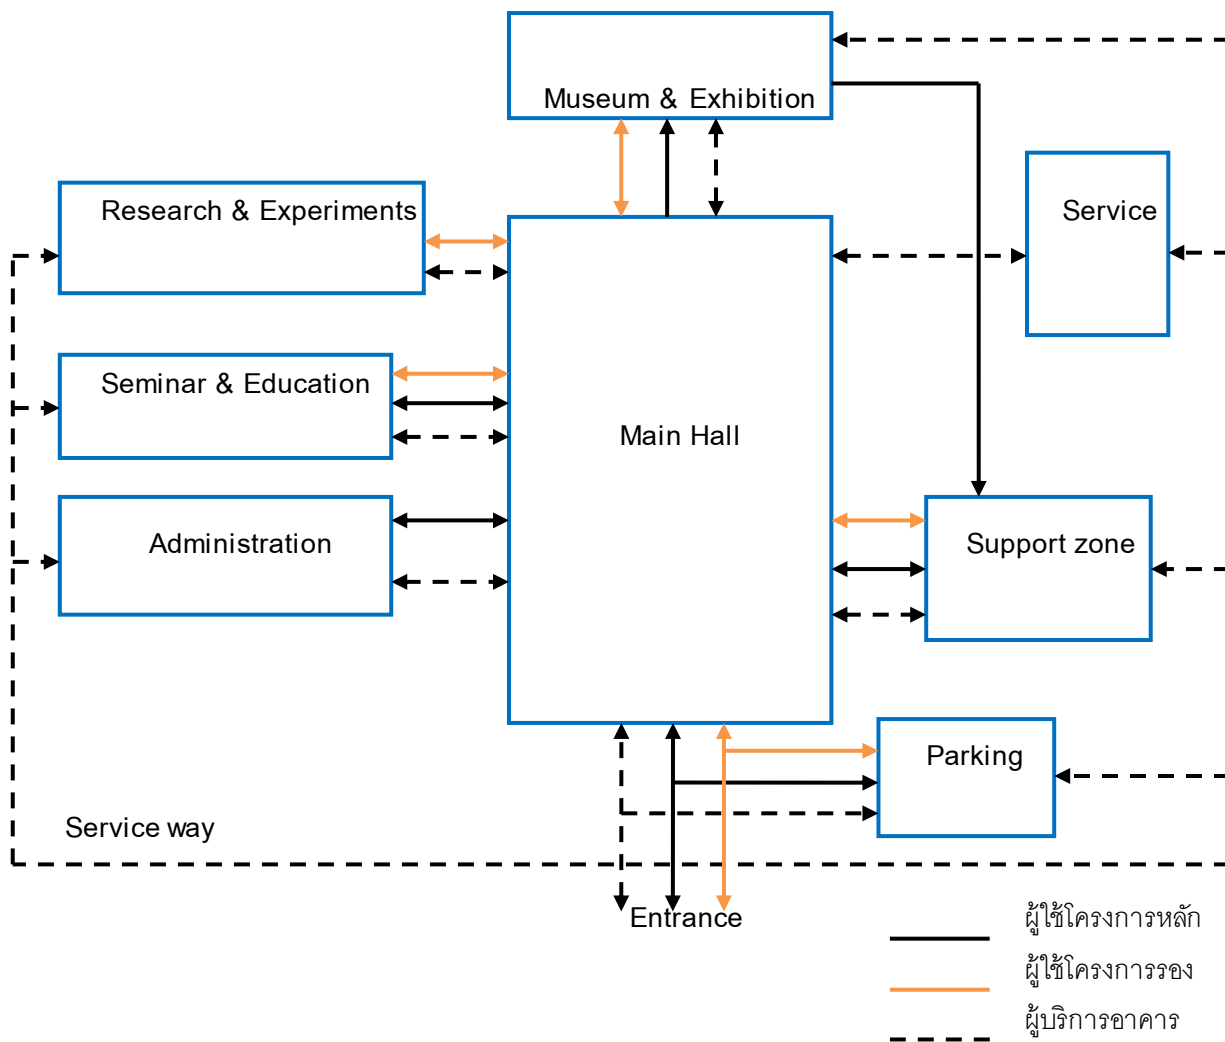 Museum & Exhibition
Research & Experiments
Service
Seminar & Education
Main Hall
Administration
Support zone
Parking
Service way
Entrance
ผู้ใช้โครงการหลัก
ผู้ใช้โครงการรอง
ผู้บริการอาคาร